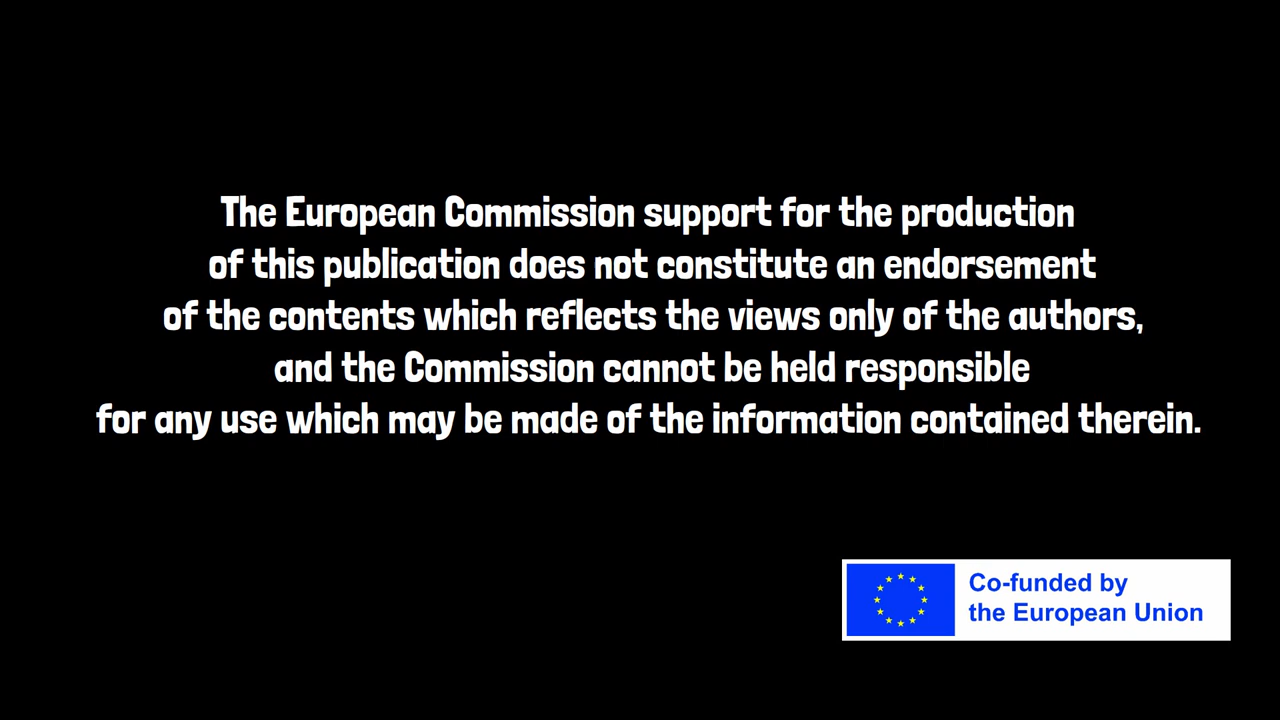 The European Commission support for the production
of this publication does not constitute an endorsement
of the contents which reflects the views only of the authors,
and the Commission cannot be held responsible
for any use which may be made of the information contained therein.
Co-funded by
the European Union